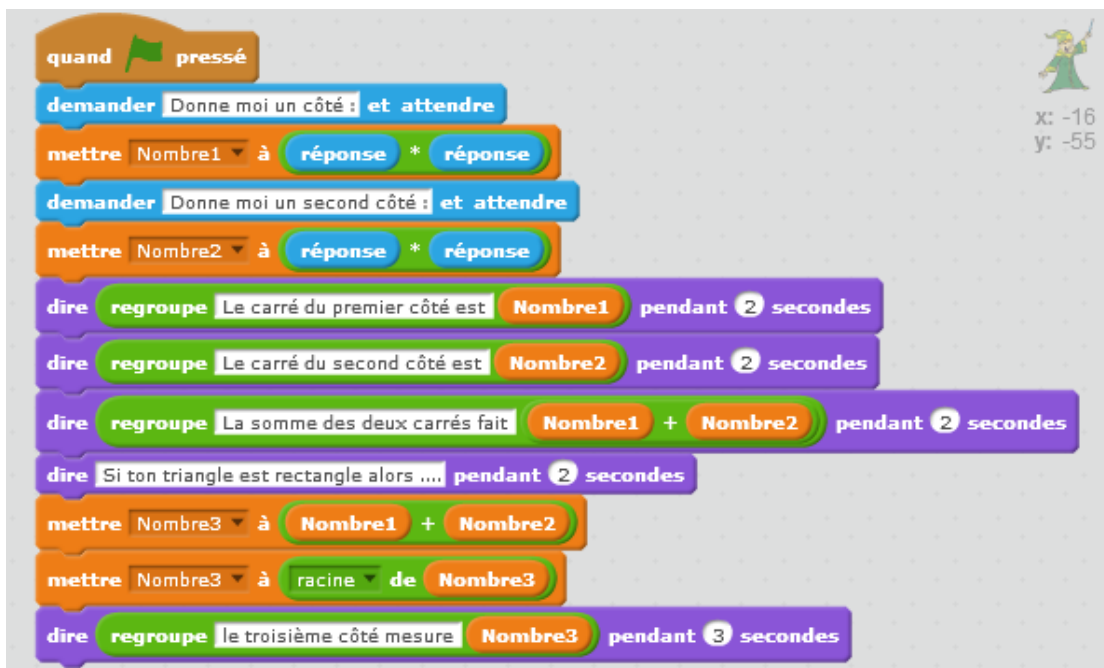 quand pressé
demander Donne moi un côté : et attendre
mettre Nombre1 à réponse * réponse
demander Donne moi un second côté : et attendre
mettre Nombre2 à réponse * réponse
dire regroupe Le carré du premier côté est Nombre1 pendant 2 secondes
dire regroupe Le carré du second côté est Nombre2 pendant 2 secondes
dire regroupe La somme des deux carrés fait Nombre1 + Nombre2 pendant 2 secondes
dire Si ton triangle est rectangle alors .... pendant 2 secondes
mettre Nombre3 à Nombre1 + Nombre2
mettre Nombre3 à racine de Nombre3
dire regroupe le troisième côté mesure Nombre3 pendant 3 secondes
x: -16
y: -55